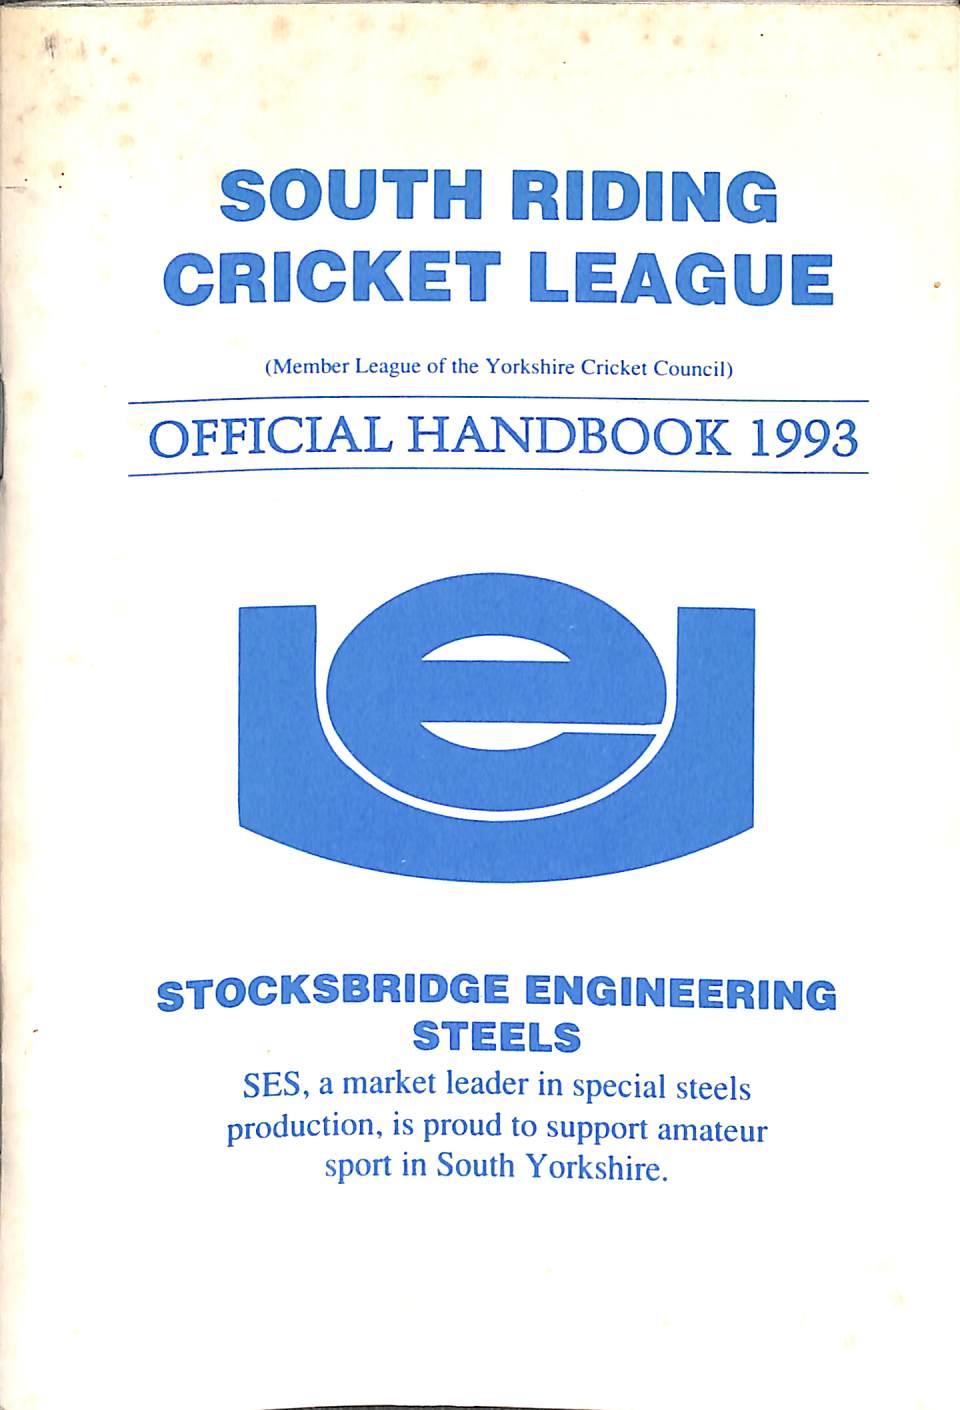 SOUTH RIDING
CRICKET LEAGUE
(Member League of the Yorkshire Cricket Council)
OFFICIAL HANDBOOK 1993
e
STOCKSBRIDGE ENGINEERING
STEELS
SES, a market leader in special steels
production, is proud to support amateur
sport in South Yorkshire.